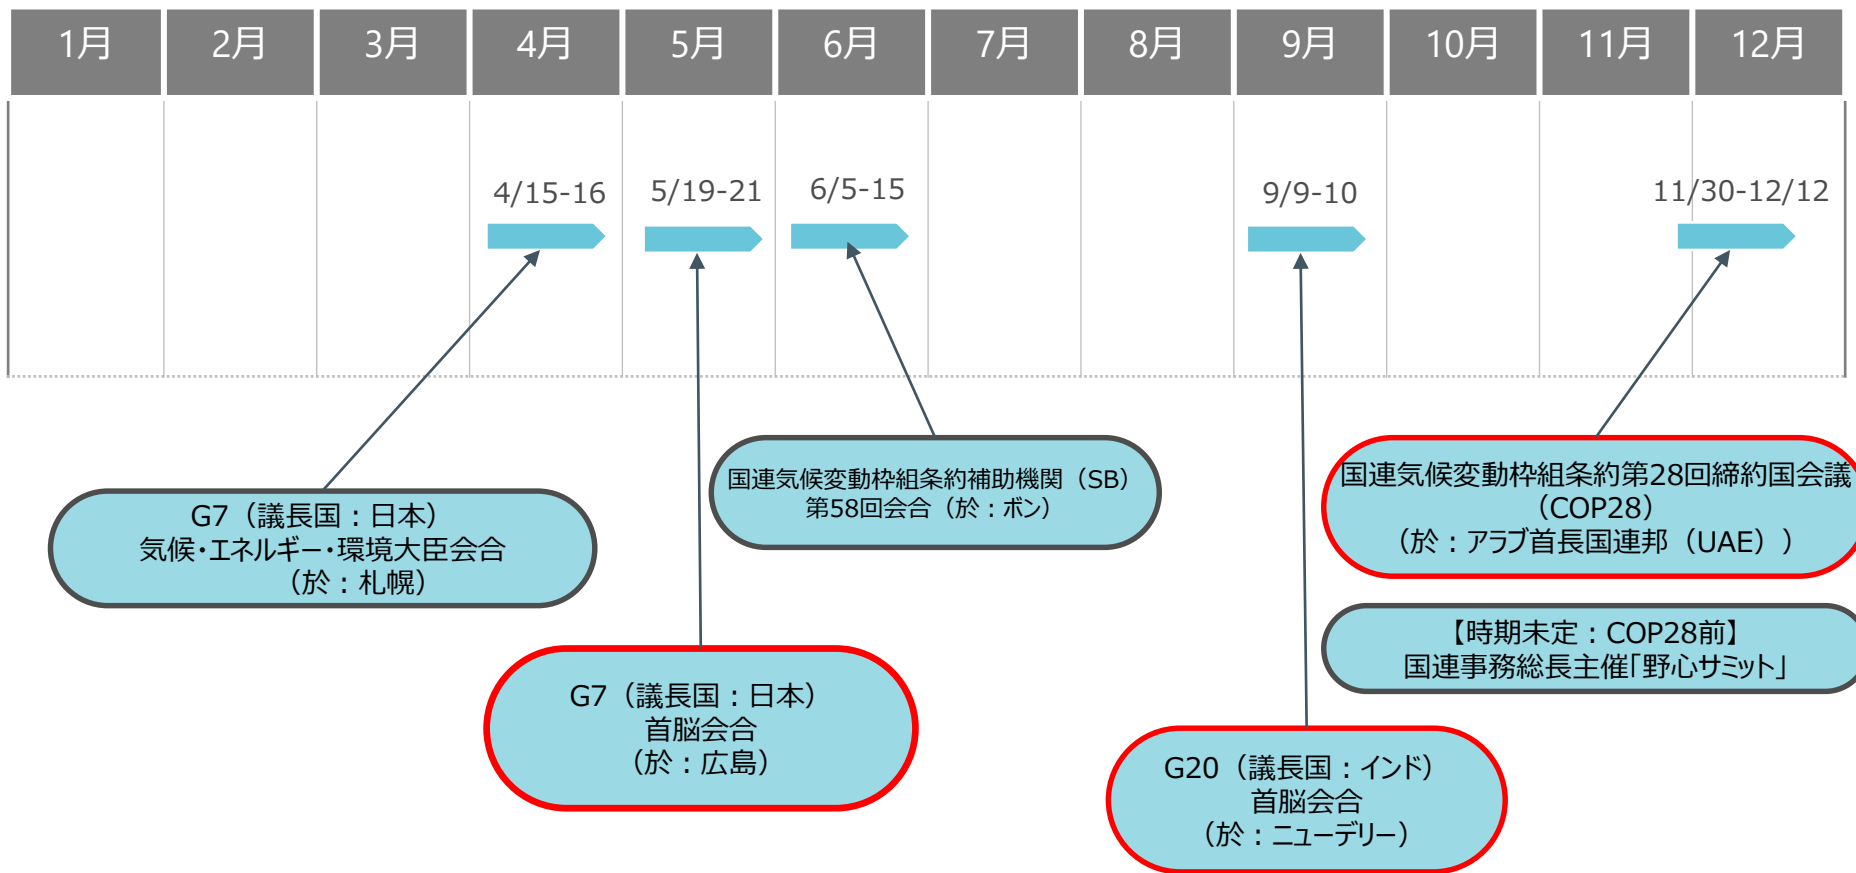 1月
2月
3月
4月
5月
6月
7月
8月
9月
10月
11月
12月
4/15-16
5/19-21
6/5-15
9/9-10
11/30-12/12
G7（議長国：日本）
気候・エネルギー・環境大臣会合
（於：札幌）
G7（議長国：日本）
首脳会合
（於：広島）
国連気候変動枠組条約補助機関（SB）
第58回会合（於：ボン）
G20（議長国：インド）
首脳会合
（於：ニューデリー）
国連気候変動枠組条約第28回締約国会議
（COP28）
（於：アラブ首長国連邦（UAE））
【時期未定：COP28前】
国連事務総長主催「野心サミット」